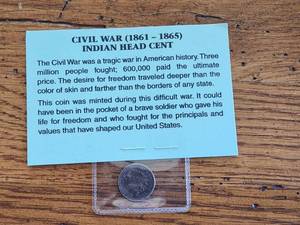 CIVIL WAR (1861 – 1865)
INDIAN HEAD CENT
The Civil War was a tragic war in American history. Three
million people fought; 600,000 paid the ultimate
price. The desire for freedom traveled deeper than the
color of skin and farther than the borders of any state.
This coin was minted during this difficult war. It could
have been in the pocket of a brave soldier who gave his
life for freedom and who fought for the principals and
values that have shaped our United States.